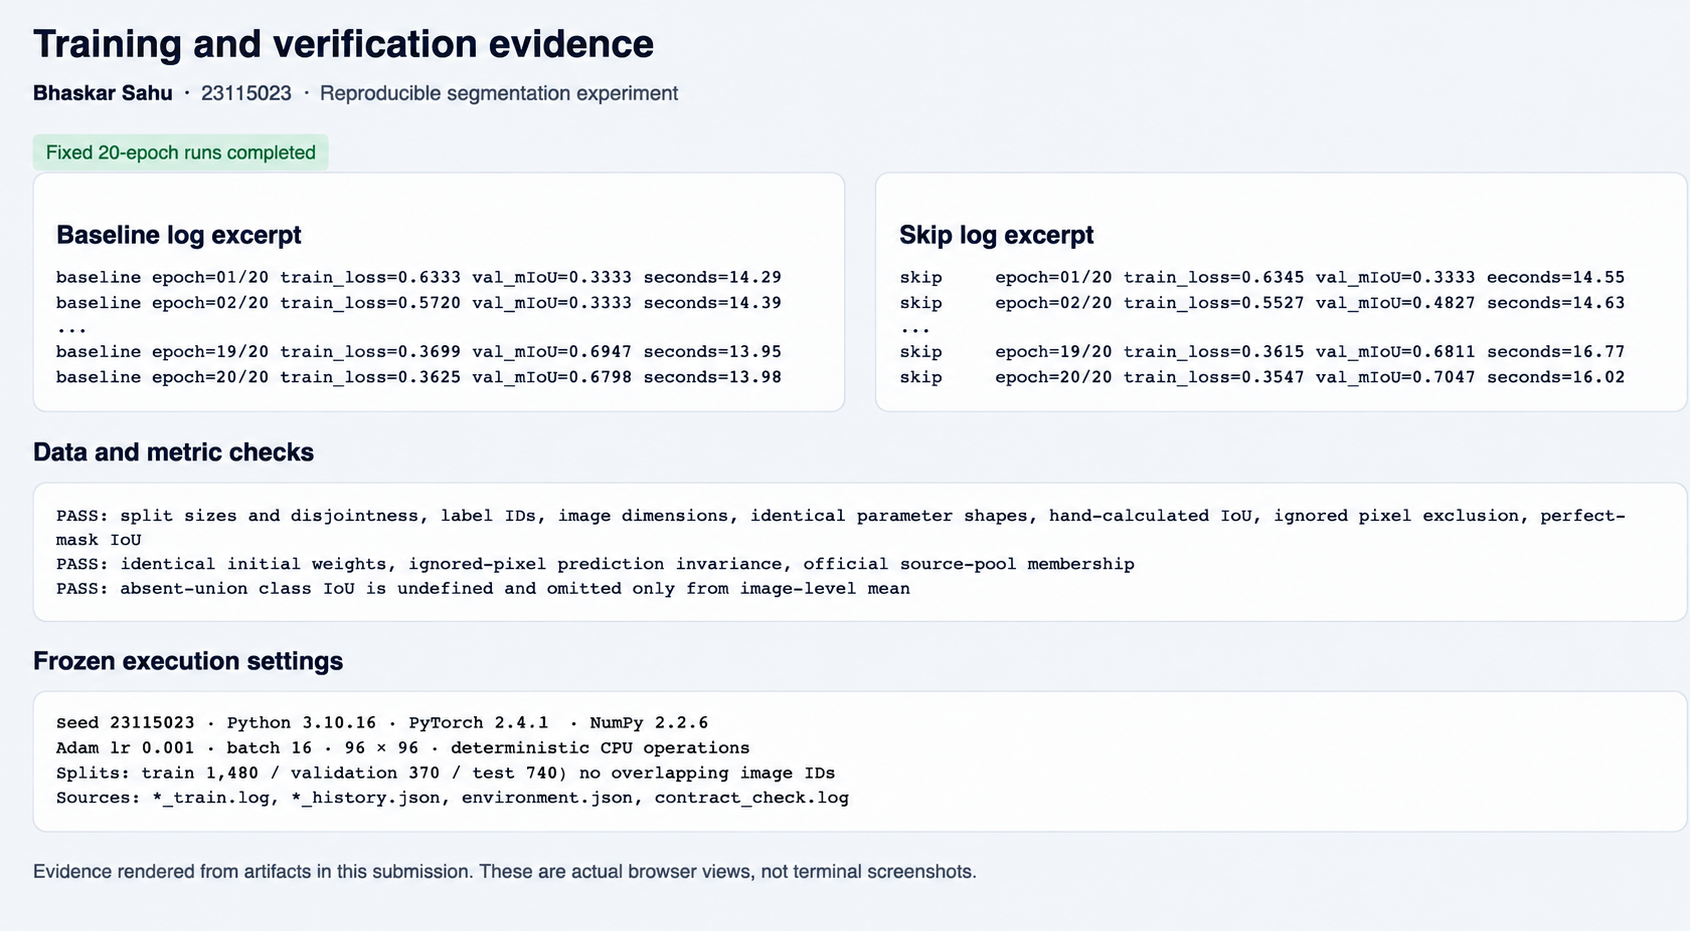 Training and verification evidence
Bhaskar Sahu · 23115023 · Reproducible segmentation experiment
Fixed 20-epoch runs completed
Baseline log excerpt
baseline epoch=01/20 train_loss=0.6333 val_mIoU=0.3333 seconds=14.29
baseline epoch=02/20 train_loss=0.5720 val_mIoU=0.3333 seconds=14.39
...
baseline epoch=19/20 train_loss=0.3699 val_mIoU=0.6947 seconds=13.95
baseline epoch=20/20 train_loss=0.3625 val_mIoU=0.6798 seconds=13.98
Skip log excerpt
skip     epoch=01/20 train_loss=0.6345 val_mIoU=0.3333 eeconds=14.55
skip     epoch=02/20 train_loss=0.5527 val_mIoU=0.4827 seconds=14.63
...
skip     epoch=19/20 train_loss=0.3615 val_mIoU=0.6811 seconds=16.77
skip     epoch=20/20 train_loss=0.3547 val_mIoU=0.7047 seconds=16.02
Data and metric checks
PASS: split sizes and disjointness, label IDs, image dimensions, identical parameter shapes, hand-calculated IoU, ignored pixel exclusion, perfect-
mask IoU
PASS: identical initial weights, ignored-pixel prediction invariance, official source-pool membership
PASS: absent-union class IoU is undefined and omitted only from image-level mean
Frozen execution settings
seed 23115023 · Python 3.10.16 · PyTorch 2.4.1  · NumPy 2.2.6
Adam lr 0.001 · batch 16 · 96 × 96 · deterministic CPU operations
Splits: train 1,480 / validation 370 / test 740) no overlapping image IDs
Sources: *_train.log, *_history.json, environment.json, contract_check.log
Evidence rendered from artifacts in this submission. These are actual browser views, not terminal screenshots.